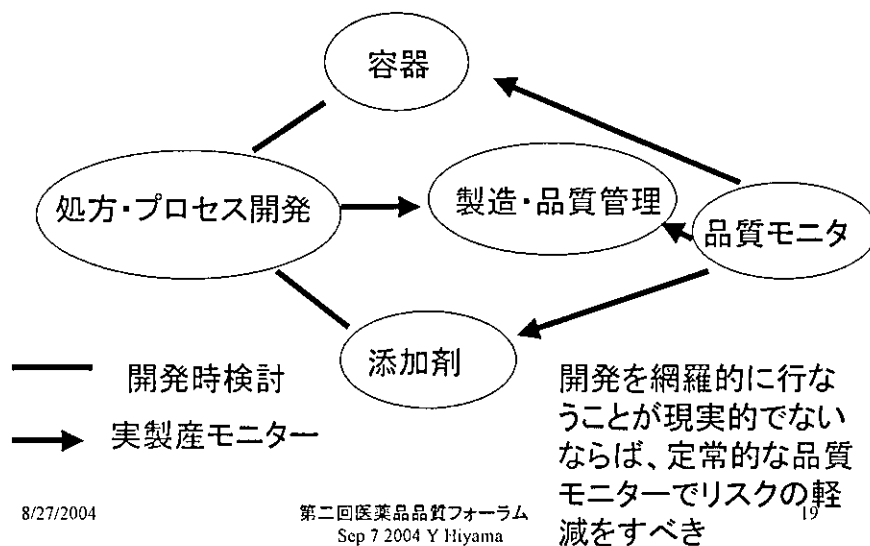 容器
処方・プロセス開発
製造・品質管理
品質モニタ
添加剤
開発時検討
実製産モニター
開発を網羅的に行な
うことが現実的でない
ならば、定常的な品質
モニターでリスクの軽
減をすべき
8/27/2004
第二回医薬品品質フォーラム
Sep 7 2004 Y Hiyama
19